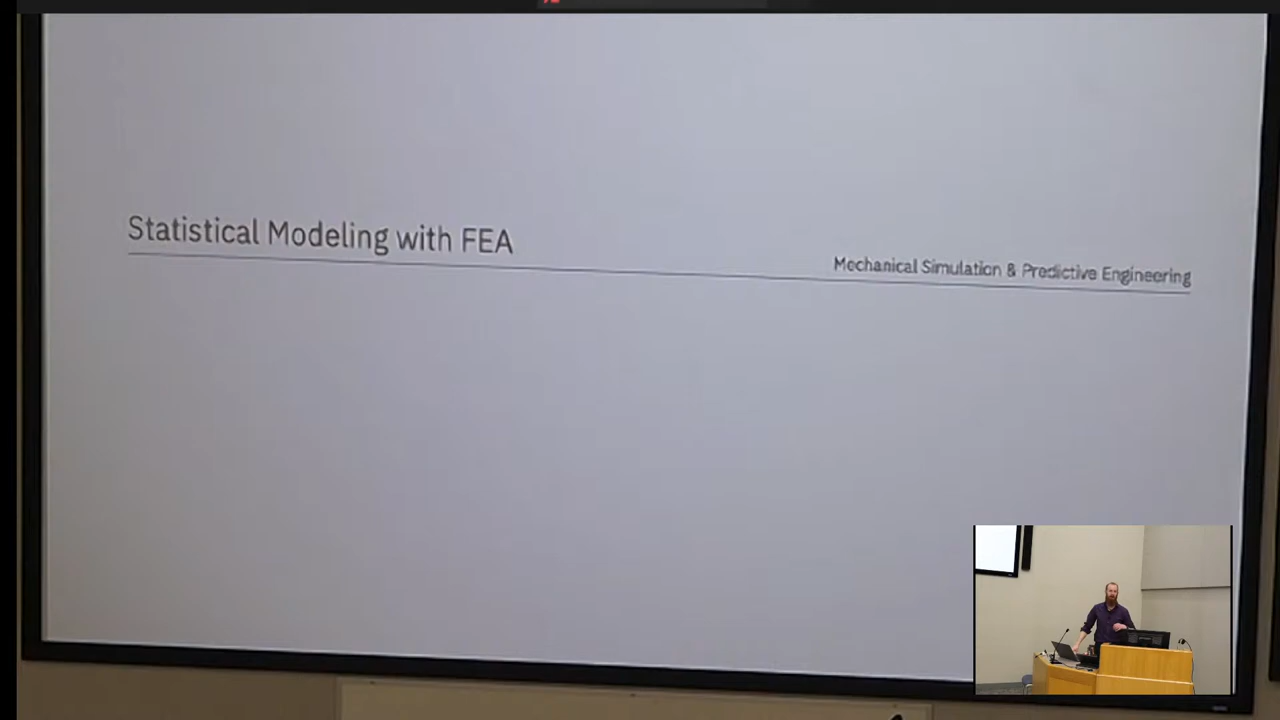 Statistical Modeling with FEA
Mechanical Simulation & Predictive Engineering